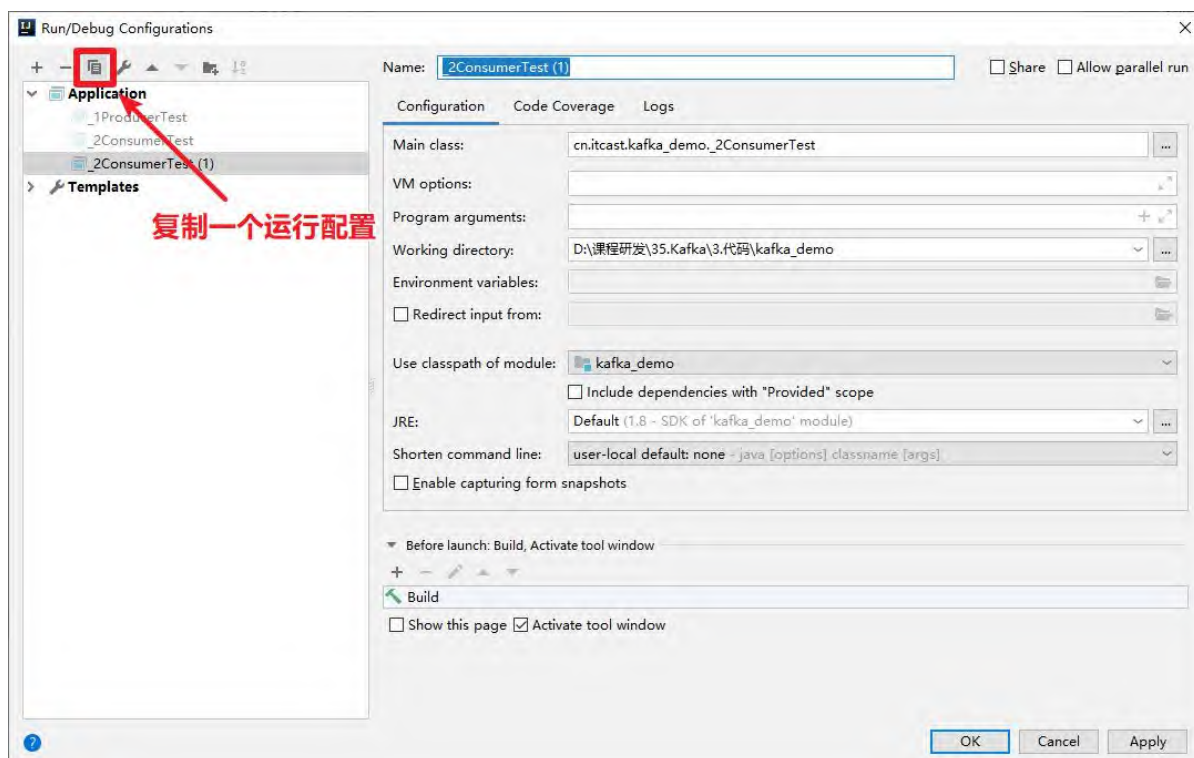 Run/Debug Configurations
Name: _2ConsumerTest (1) Share Allow parallel run
Application
_1ProducerTest
_2ConsumerTest
_2ConsumerTest (1)
Templates
复制一个运行配置
Configuration Code Coverage Logs
Main class: cn.itcast.kafka_demo._2ConsumerTest ...
VM options:
Program arguments:
Working directory: D:\课程研发\35.Kafka\3.代码\kafka_demo ...
Environment variables:
Redirect input from:
Use classpath of module: kafka_demo
Include dependencies with "Provided" scope
JRE: Default (1.8 - SDK of 'kafka_demo' module) ...
Shorten command line: user-local default: none - java [options] classname [args]
Enable capturing form snapshots
Before launch: Build, Activate tool window
Build
Show this page Activate tool window
? OK Cancel Apply